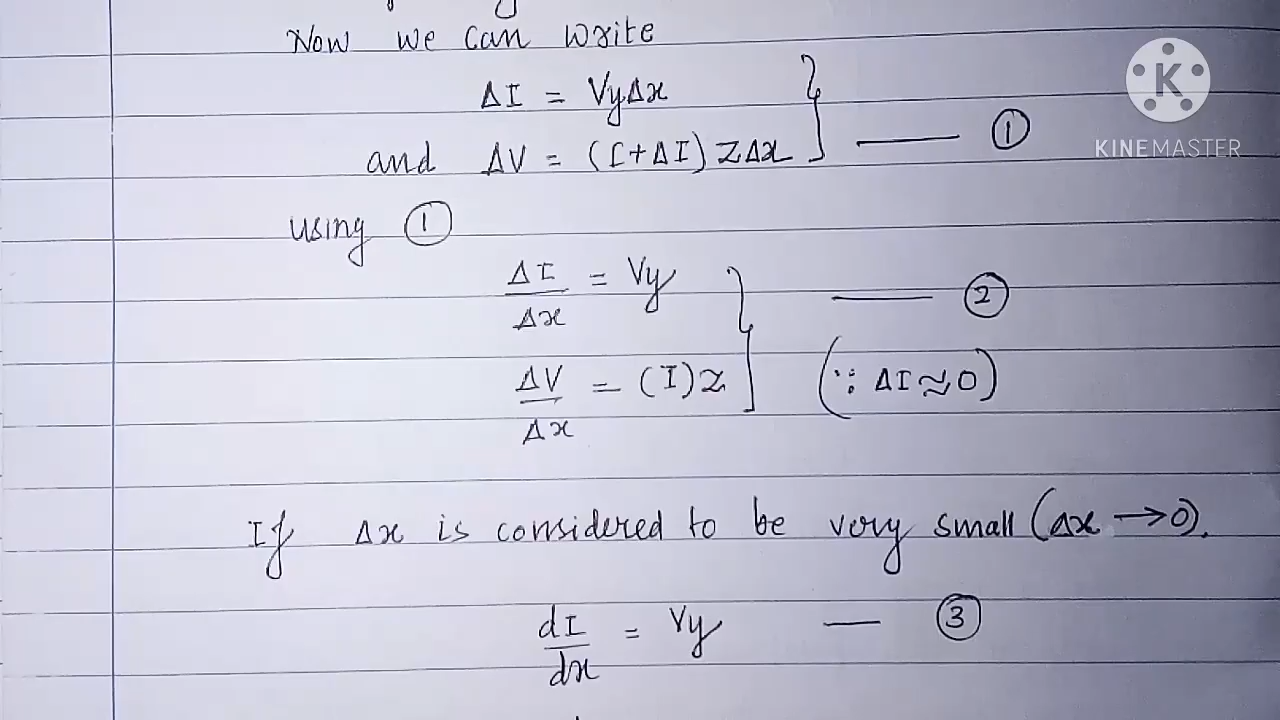 Now we can write
ΔI = VyΔx
and ΔV = (I+ΔI) ZΔx
①
using ①
ΔI/Δx = Vy
②
ΔV/Δx = (I)z (∵ ΔI≈0)
If Δx is considered to be very small (Δx → 0).
dI/dx = Vy — ③
K
KINEMASTER